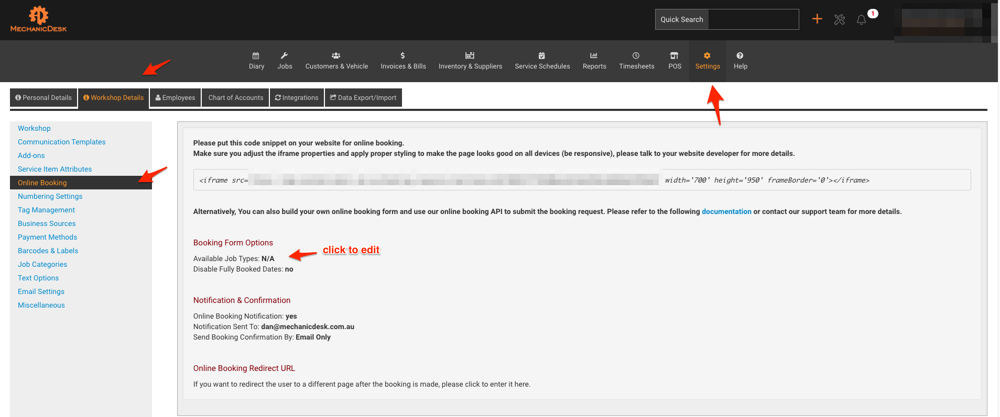 MECHANICDESK
Quick Search
1
Diary
Jobs
Customers & Vehicle
Invoices & Bills
Inventory & Suppliers
Service Schedules
Reports
Timesheets
POS
Settings
Help
Personal Details
Workshop Details
Employees
Chart of Accounts
Integrations
Data Export/Import
Workshop
Communication Templates
Add-ons
Service Item Attributes
Online Booking
Numbering Settings
Tag Management
Business Sources
Payment Methods
Barcodes & Labels
Job Categories
Text Options
Email Settings
Miscellaneous
Please put this code snippet on your website for online booking.
Make sure you adjust the iframe properties and apply proper styling to make the page looks good on all devices (be responsive), please talk to your website developer for more details.
<iframe src= width='700' height='950' frameBorder='0'></iframe>
Alternatively, You can also build your own online booking form and use our online booking API to submit the booking request. Please refer to the following documentation or contact our support team for more details.
Booking Form Options
click to edit
Available Job Types: N/A
Disable Fully Booked Dates: no
Notification & Confirmation
Online Booking Notification: yes
Notification Sent To: dan@mechanicdesk.com.au
Send Booking Confirmation By: Email Only
Online Booking Redirect URL
If you want to redirect the user to a different page after the booking is made, please click to enter it here.